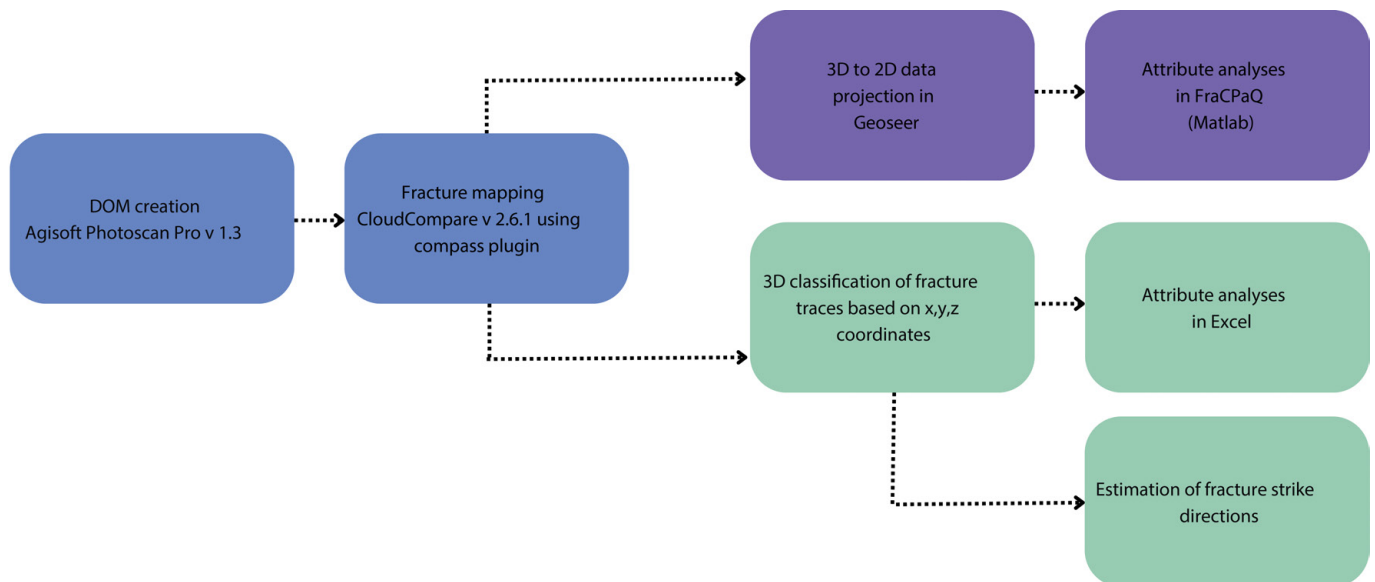 DOM creation
Agisoft Photoscan Pro v 1.3
Fracture mapping
CloudCompare v 2.6.1 using
compass plugin
3D to 2D data
projection in
Geoseer
Attribute analyses
in FraCPaQ
(Matlab)
3D classification of fracture
traces based on x,y,z
coordinates
Attribute analyses
in Excel
Estimation of fracture strike
directions